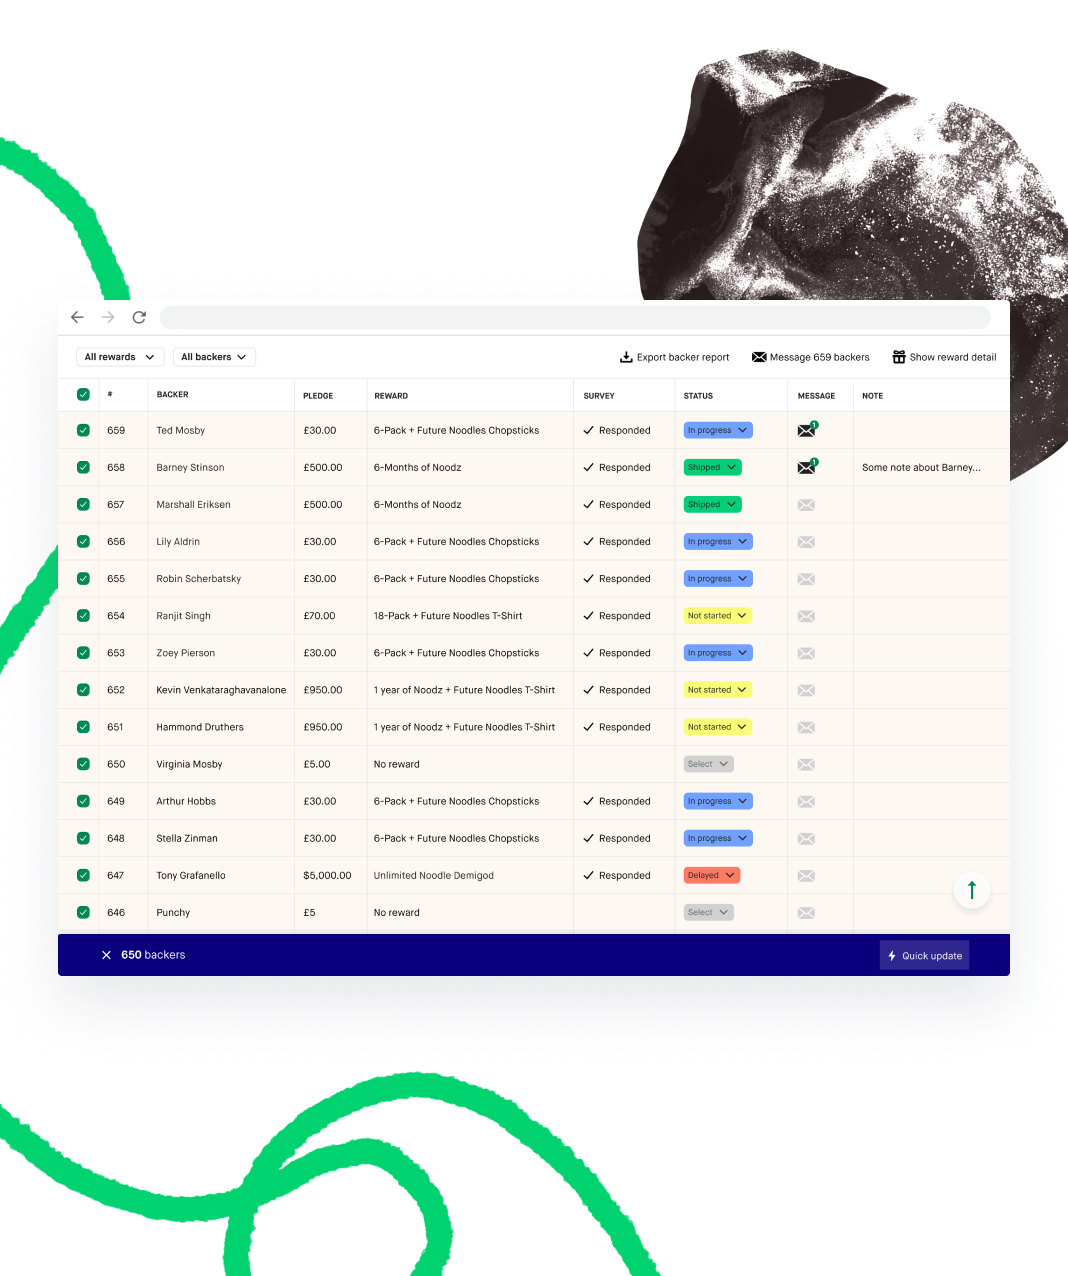 All rewards All backers Export backer report Message 659 backers Show reward detail
# BACKER PLEDGE REWARD SURVEY STATUS MESSAGE NOTE
659 Ted Mosby £30.00 6-Pack + Future Noodles Chopsticks Responded In progress 1
658 Barney Stinson £500.00 6-Months of Noodz Responded Shipped 1 Some note about Barney...
657 Marshall Eriksen £500.00 6-Months of Noodz Responded Shipped
656 Lily Aldrin £30.00 6-Pack + Future Noodles Chopsticks Responded In progress
655 Robin Scherbatsky £30.00 6-Pack + Future Noodles Chopsticks Responded In progress
654 Ranjit Singh £70.00 18-Pack + Future Noodles T-Shirt Responded Not started
653 Zoey Pierson £30.00 6-Pack + Future Noodles Chopsticks Responded In progress
652 Kevin Venkataraghavanalone £950.00 1 year of Noodz + Future Noodles T-Shirt Responded Not started
651 Hammond Druthers £950.00 1 year of Noodz + Future Noodles T-Shirt Responded Not started
650 Virginia Mosby £5.00 No reward Select
649 Arthur Hobbs £30.00 6-Pack + Future Noodles Chopsticks Responded In progress
648 Stella Zinman £30.00 6-Pack + Future Noodles Chopsticks Responded In progress
647 Tony Grafanello $5,000.00 Unlimited Noodle Demigod Responded Delayed
646 Punchy £5 No reward Select
650 backers Quick update